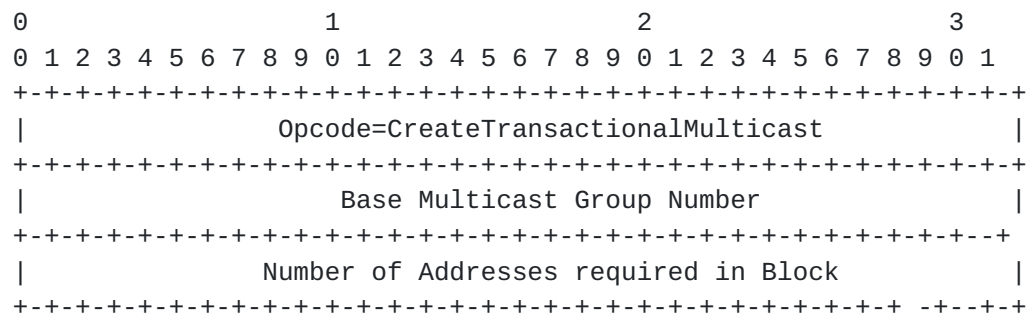 0                   1                   2                   3
0 1 2 3 4 5 6 7 8 9 0 1 2 3 4 5 6 7 8 9 0 1 2 3 4 5 6 7 8 9 0 1
+-+-+-+-+-+-+-+-+-+-+-+-+-+-+-+-+-+-+-+-+-+-+-+-+-+-+-+-+-+-+-+-+
|                Opcode=CreateTransactionalMulticast            |
+-+-+-+-+-+-+-+-+-+-+-+-+-+-+-+-+-+-+-+-+-+-+-+-+-+-+-+-+-+-+-+-+
|                    Base Multicast Group Number                |
+-+-+-+-+-+-+-+-+-+-+-+-+-+-+-+-+-+-+-+-+-+-+-+-+-+-+-+-+-+-+--+
|               Number of Addresses required in Block           |
+-+-+-+-+-+-+-+-+-+-+-+-+-+-+-+-+-+-+-+-+-+-+-+-+-+-+-+-+ -+--+-+